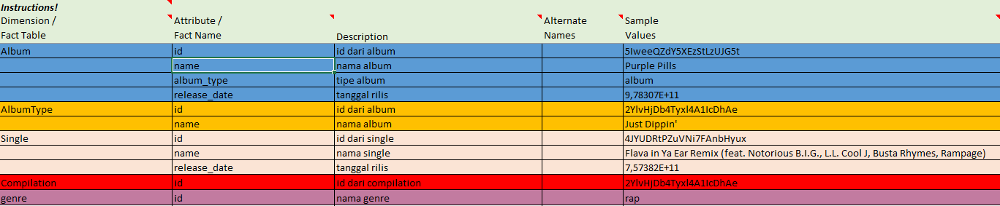 Instructions!
Dimension / Attribute / Alternate Sample
Fact Table Fact Name Description Names Values
Album id id dari album 5IweeQZdY5XEzStLzUJG5t
name nama album Purple Pills
album_type tipe album album
release_date tanggal rilis 9,78307E+11
AlbumType id id dari album 2YlvHjDb4Tyxl4A1IcDhAe
name nama album Just Dippin'
Single id id dari single 4JYUDRtPZuVNi7FAnbHyux
name nama single Flava in Ya Ear Remix (feat. Notorious B.I.G., L.L. Cool J, Busta Rhymes, Rampage)
release_date tanggal rilis 7,57382E+11
Compilation id id dari compilation 2YlvHjDb4Tyxl4A1IcDhAe
genre id nama genre rap